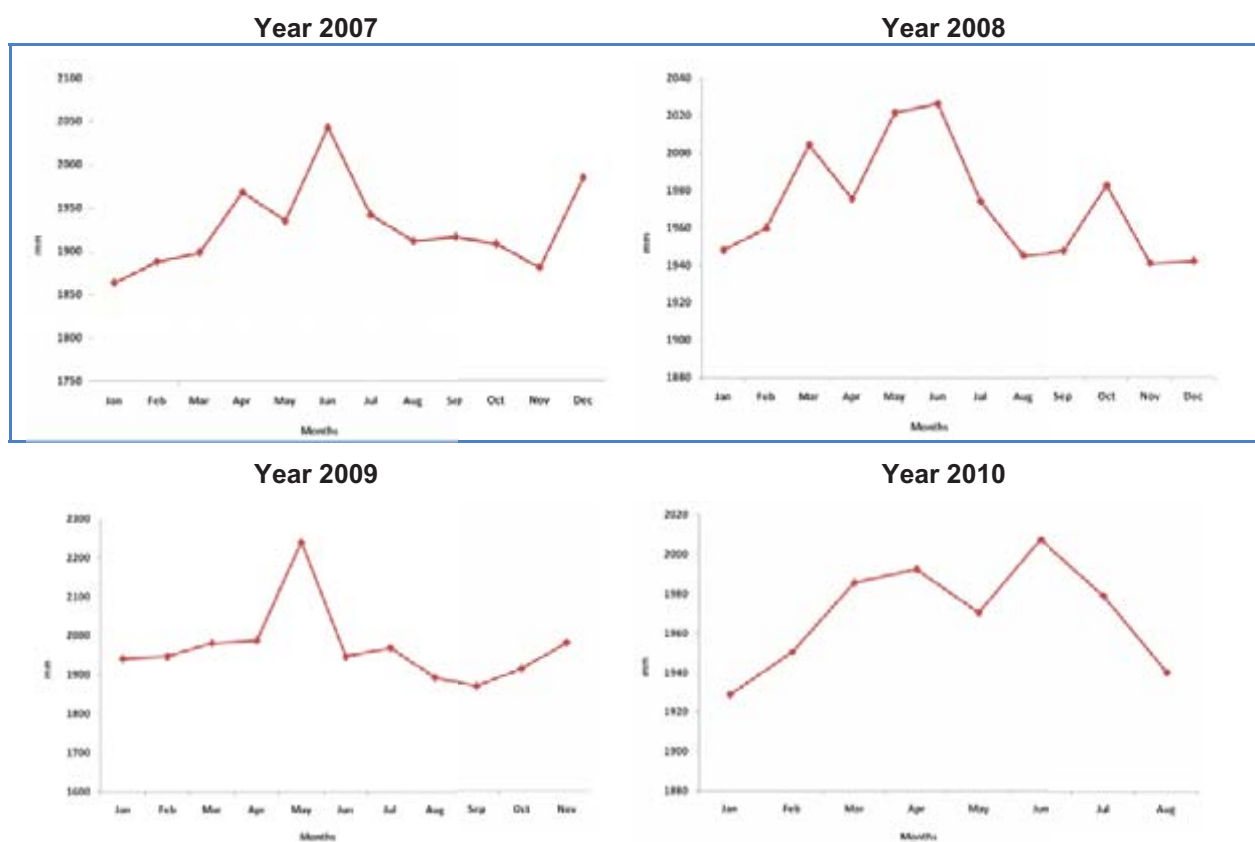 Year 2007
Year 2008
2100
2050
2000
1950
1900
1850
1800
1750
mm
Jan Feb Mar Apr May Jun Jul Aug Sep Oct Nov Dec
Months
2040
2020
2000
1980
1960
1940
1920
1900
1880
mm
Jan Feb Mar Apr May Jun Jul Aug Sep Oct Nov Dec
Months
Year 2009
Year 2010
2300
2200
2100
2000
1900
1800
1700
1600
mm
Jan Feb Mar Apr May Jun Jul Aug Sep Oct Nov
Months
2020
2000
1980
1960
1940
1920
1900
1880
mm
Jan Feb Mar Apr May Jun Jul Aug
Months